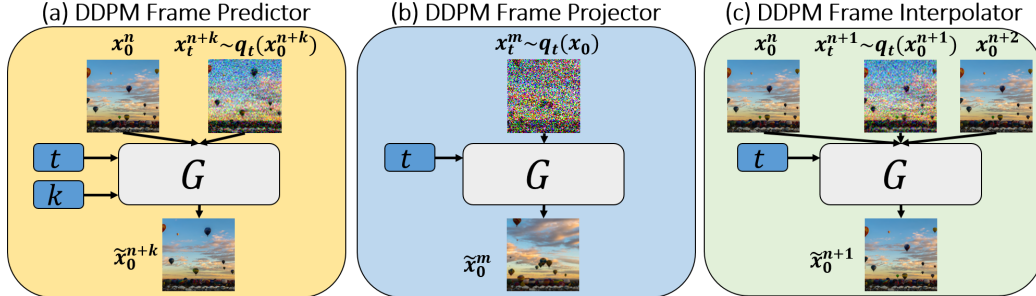 (a) DDPM Frame Predictor
x_0^n
x_t^{n+k}~q_t(x_0^{n+k})
t
k
G
x̃_0^{n+k}
(b) DDPM Frame Projector
x_t^m~q_t(x_0)
t
G
x̃_0^m
(c) DDPM Frame Interpolator
x_0^n
x_t^{n+1}~q_t(x_0^{n+1})
x_0^{n+2}
t
G
x̃_0^{n+1}